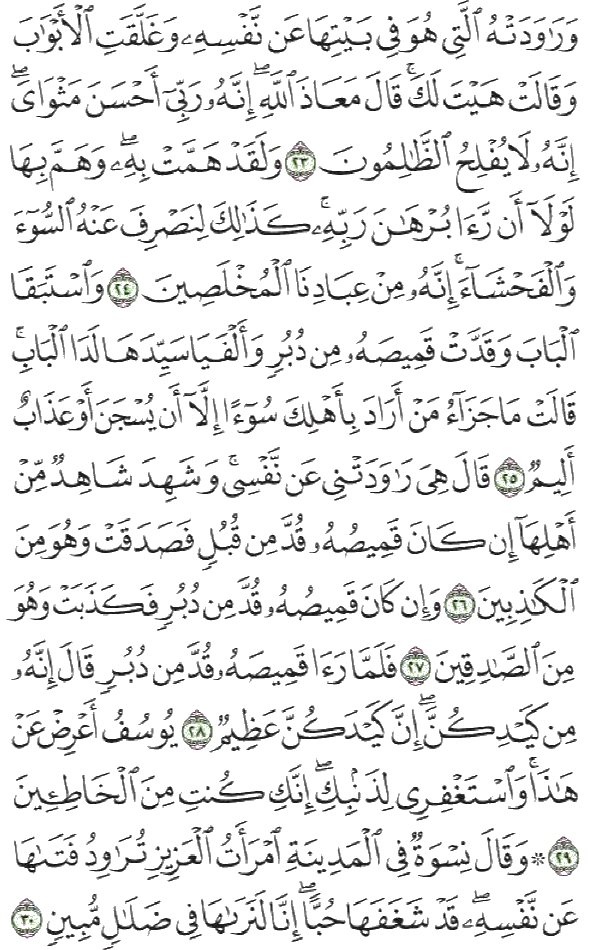 وَرَٰوَدَتۡهُ ٱلَّتِي هُوَ فِي بَيۡتِهَا عَن نَّفۡسِهِۦ وَغَلَّقَتِ ٱلۡأَبۡوَٰبَ
وَقَالَتۡ هَيۡتَ لَكَۚ قَالَ مَعَاذَ ٱللَّهِۖ إِنَّهُۥ رَبِّيٓ أَحۡسَنَ مَثۡوَايَۖ
إِنَّهُۥ لَا يُفۡلِحُ ٱلظَّٰلِمُونَ ٢٣ وَلَقَدۡ هَمَّتۡ بِهِۦۖ وَهَمَّ بِهَا
لَوۡلَآ أَن رَّءَا بُرۡهَٰنَ رَبِّهِۦۚ كَذَٰلِكَ لِنَصۡرِفَ عَنۡهُ ٱلسُّوٓءَ
وَٱلۡفَحۡشَآءَۚ إِنَّهُۥ مِنۡ عِبَادِنَا ٱلۡمُخۡلَصِينَ ٢٤ وَٱسۡتَبَقَا
ٱلۡبَابَ وَقَدَّتۡ قَمِيصَهُۥ مِن دُبُرٖ وَأَلۡفَيَا سَيِّدَهَا لَدَا ٱلۡبَابِۚ
قَالَتۡ مَا جَزَآءُ مَنۡ أَرَادَ بِأَهۡلِكَ سُوٓءًا إِلَّآ أَن يُسۡجَنَ أَوۡ عَذَابٌ
أَلِيمٞ ٢٥ قَالَ هِيَ رَٰوَدَتۡنِي عَن نَّفۡسِيۚ وَشَهِدَ شَاهِدٞ مِّنۡ
أَهۡلِهَآ إِن كَانَ قَمِيصُهُۥ قُدَّ مِن قُبُلٖ فَصَدَقَتۡ وَهُوَ مِنَ
ٱلۡكَٰذِبِينَ ٢٦ وَإِن كَانَ قَمِيصُهُۥ قُدَّ مِن دُبُرٖ فَكَذَبَتۡ وَهُوَ
مِنَ ٱلصَّٰدِقِينَ ٢٧ فَلَمَّا رَءَا قَمِيصَهُۥ قُدَّ مِن دُبُرٖ قَالَ إِنَّهُۥ
مِن كَيۡدِكُنَّۖ إِنَّ كَيۡدَكُنَّ عَظِيمٞ ٢٨ يُوسُفُ أَعۡرِضۡ عَنۡ
هَٰذَاۚ وَٱسۡتَغۡفِرِي لِذَنۢبِكِۖ إِنَّكِ كُنتِ مِنَ ٱلۡخَاطِـِٔينَ
٢٩ * وَقَالَ نِسۡوَةٞ فِي ٱلۡمَدِينَةِ ٱمۡرَأَتُ ٱلۡعَزِيزِ تُرَٰوِدُ فَتَىٰهَا
عَن نَّفۡسِهِۦۖ قَدۡ شَغَفَهَا حُبًّاۖ إِنَّا لَنَرَىٰهَا فِي ضَلَٰلٖ مُّبِينٖ ٣٠